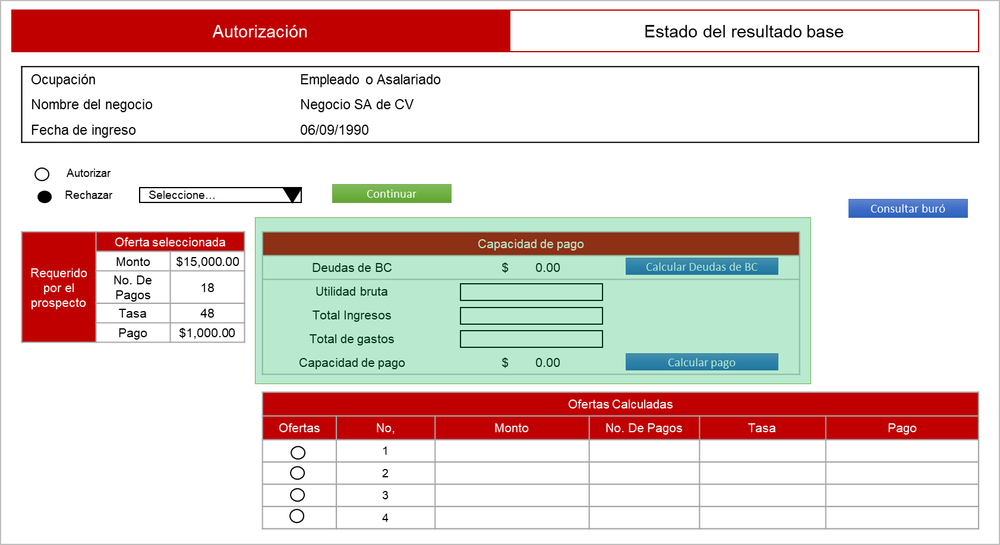 Autorización
Estado del resultado base
Ocupación
Empleado o Asalariado
Nombre del negocio
Negocio SA de CV
Fecha de ingreso
06/09/1990
Autorizar
Rechazar
Seleccione...
Continuar
Consultar buró
Requerido
por el
prospecto
Oferta seleccionada
Monto
$15,000.00
No. De
Pagos
18
Tasa
48
Pago
$1,000.00
Capacidad de pago
Deudas de BC
$ 0.00
Calcular Deudas de BC
Utilidad bruta
Total Ingresos
Total de gastos
Capacidad de pago
$ 0.00
Calcular pago
Ofertas Calculadas
Ofertas
No,
Monto
No. De Pagos
Tasa
Pago
1
2
3
4